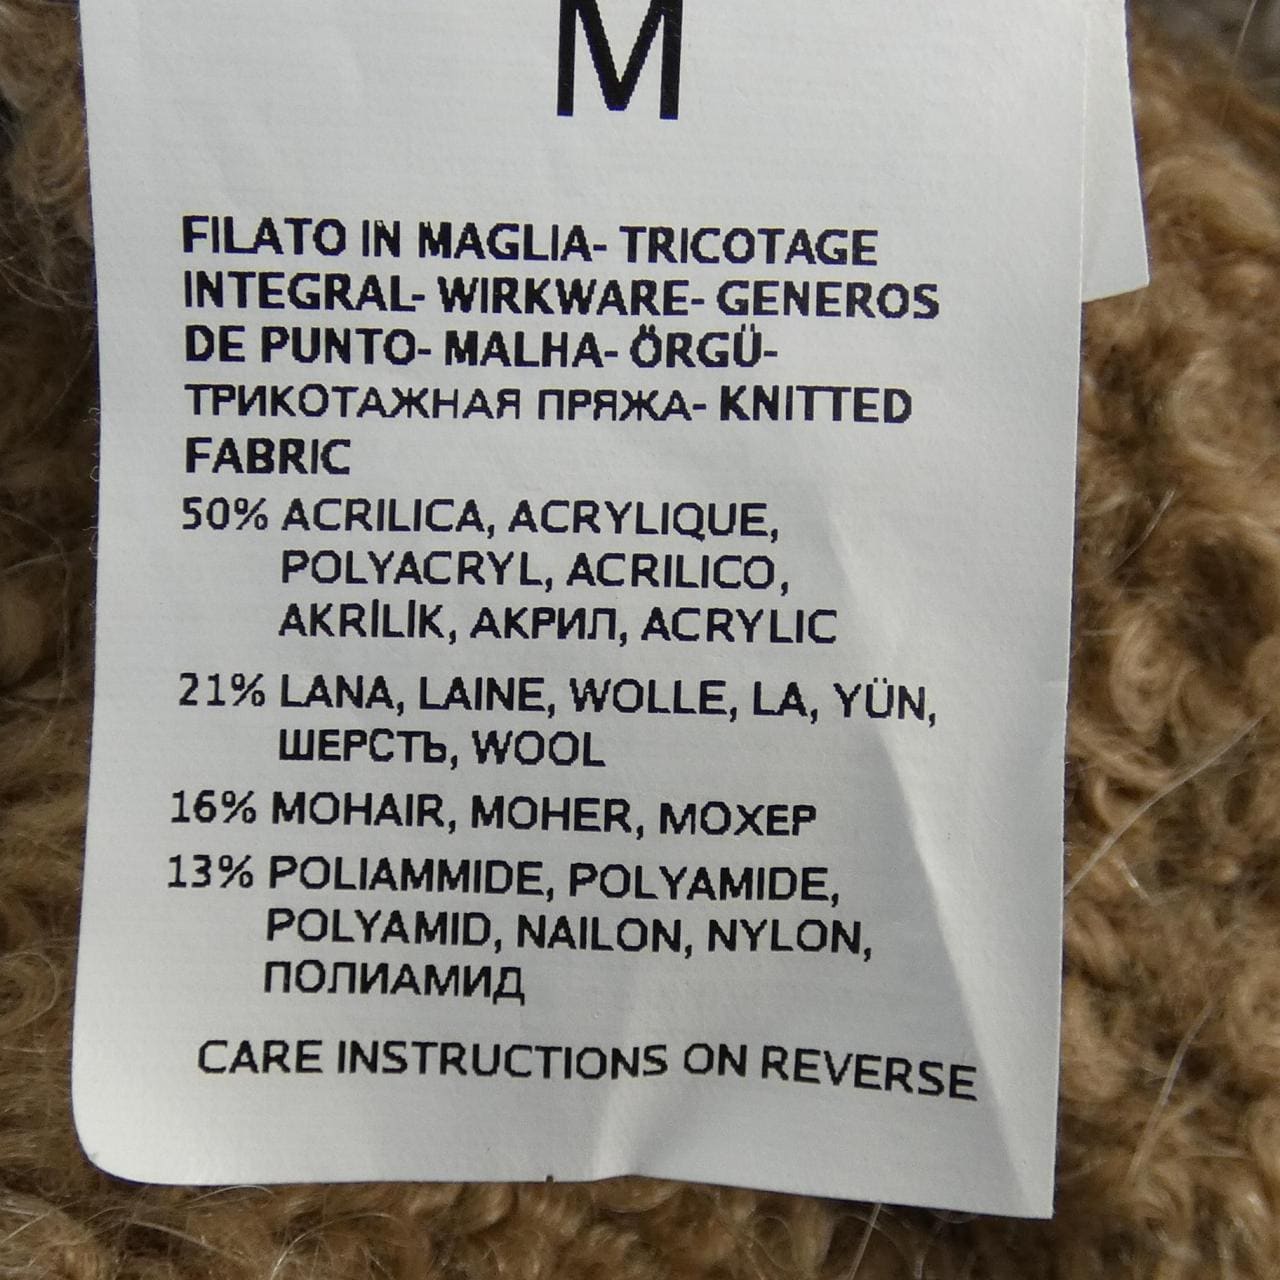 M
FILATO IN MAGLIA- TRICOTAGE
INTEGRAL- WIRKWARE- GENEROS
DE PUNTO- MALHA- ÖRGÜ-
ТРИКОТАЖНАЯ ПРЯЖА- KNITTED
FABRIC
50% ACRILICA, ACRYLIQUE,
POLYACRYL, ACRILICO,
AKRİLİK, АКРИЛ, ACRYLIC
21% LANA, LAINE, WOLLE, LA, YÜN,
ШЕРСТЬ, WOOL
16% MOHAIR, MOHER, МОХЕР
13% POLIAMMIDE, POLYAMIDE,
POLYAMID, NAILON, NYLON,
ПОЛИАМИД
CARE INSTRUCTIONS ON REVERSE